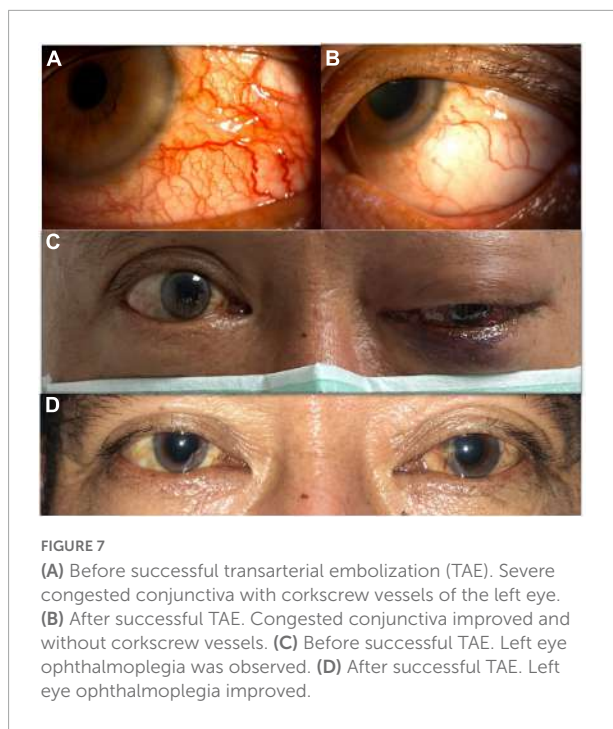 A
B
C
D
FIGURE 7
(A) Before successful transarterial embolization (TAE). Severe
congested conjunctiva with corkscrew vessels of the left eye.
(B) After successful TAE. Congested conjunctiva improved and
without corkscrew vessels. (C) Before successful TAE. Left eye
ophthalmoplegia was observed. (D) After successful TAE. Left
eye ophthalmoplegia improved.